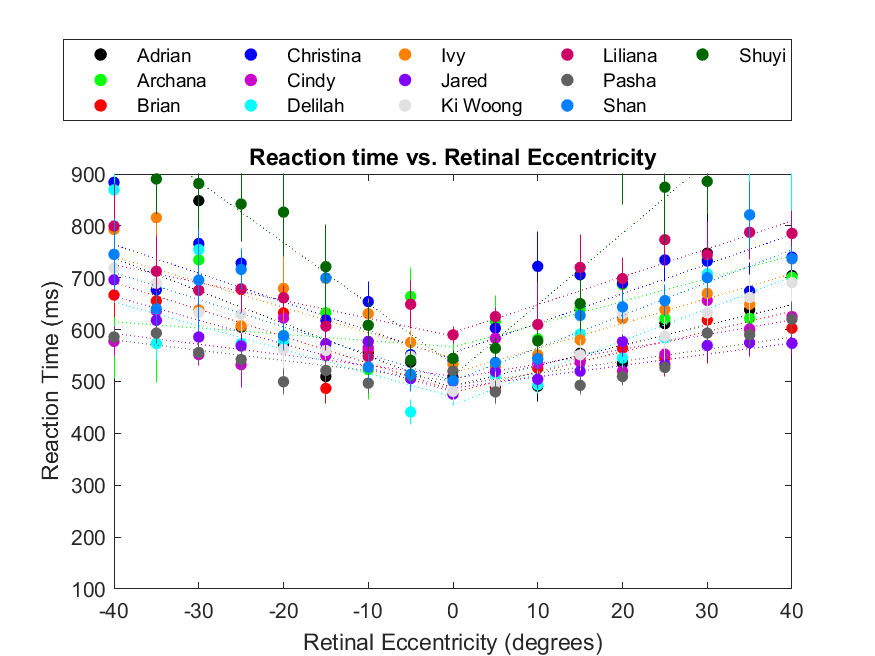 Adrian Christina Ivy Liliana Shuyi
Archana Cindy Jared Pasha
Brian Delilah Ki Woong Shan
Reaction time vs. Retinal Eccentricity
900
800
700
600
500
400
300
200
100
Reaction Time (ms)
-40 -30 -20 -10 0 10 20 30 40
Retinal Eccentricity (degrees)